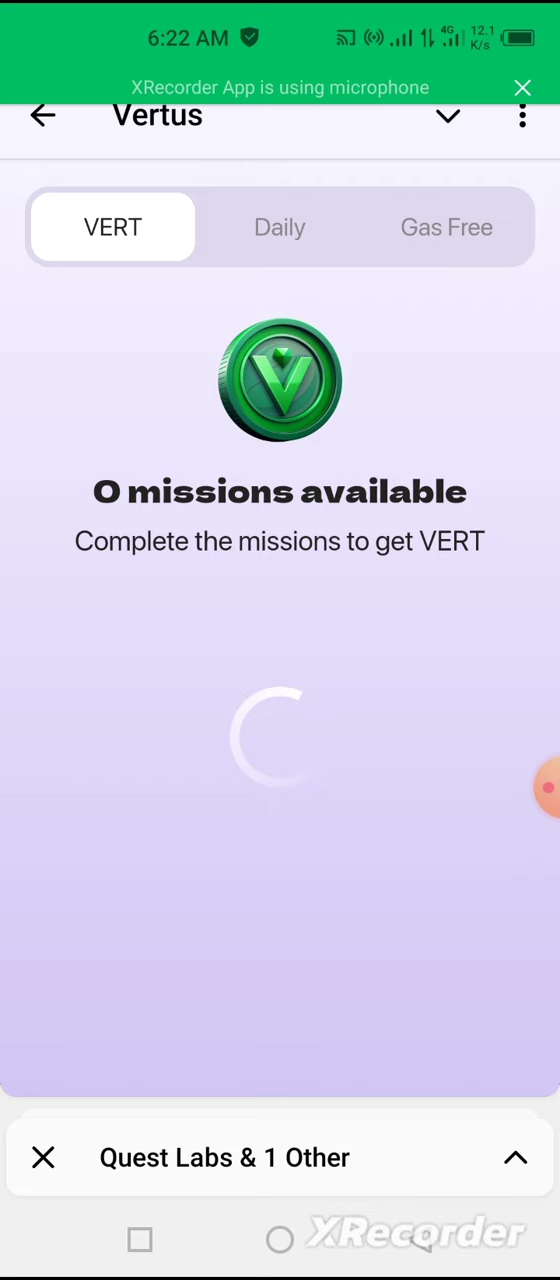 6:22 AM
4G
12.1
K/s
XRecorder App is using microphone
Vertus
VERT
Daily
Gas Free
V
0 missions available
Complete the missions to get VERT
Quest Labs & 1 Other
XRecorder